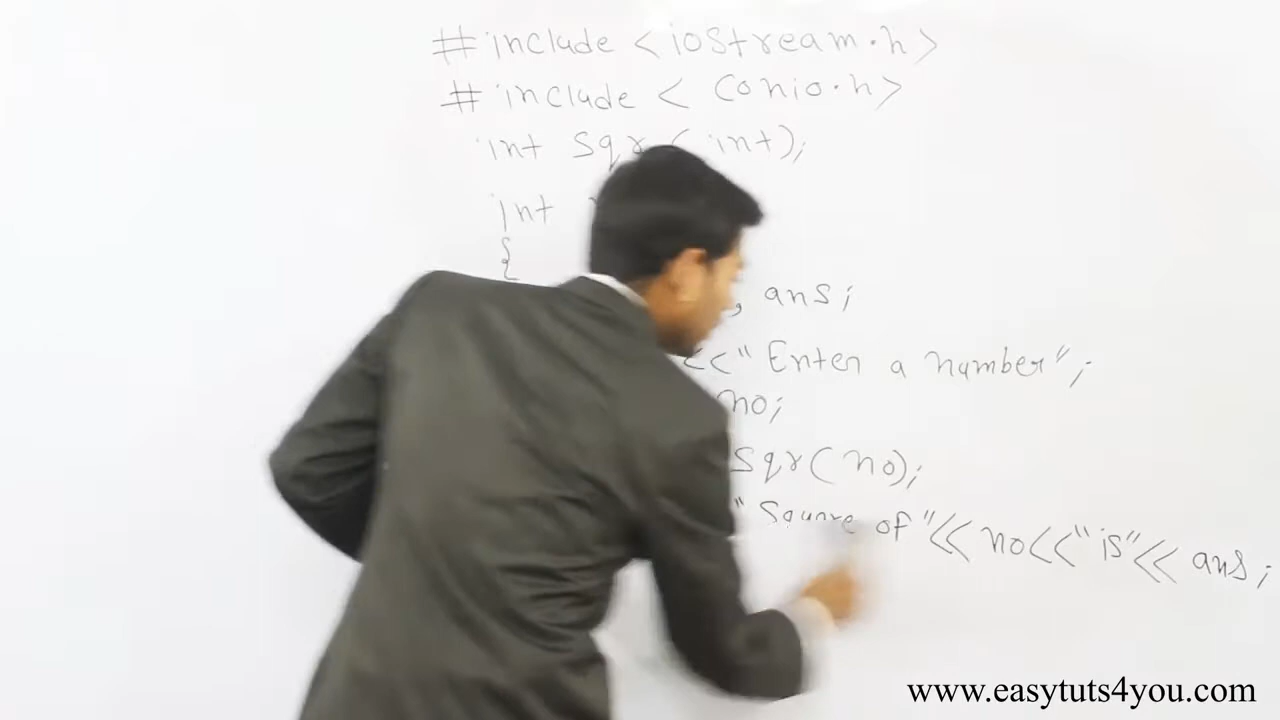 #include <iostream.h>
#include < conio.h>
int sqr( int);
int
{
, ans;
<<"Enter a number";
no;
sqr( no);
" Square of "<< no<<"is"<< ans;
www.easytuts4you.com